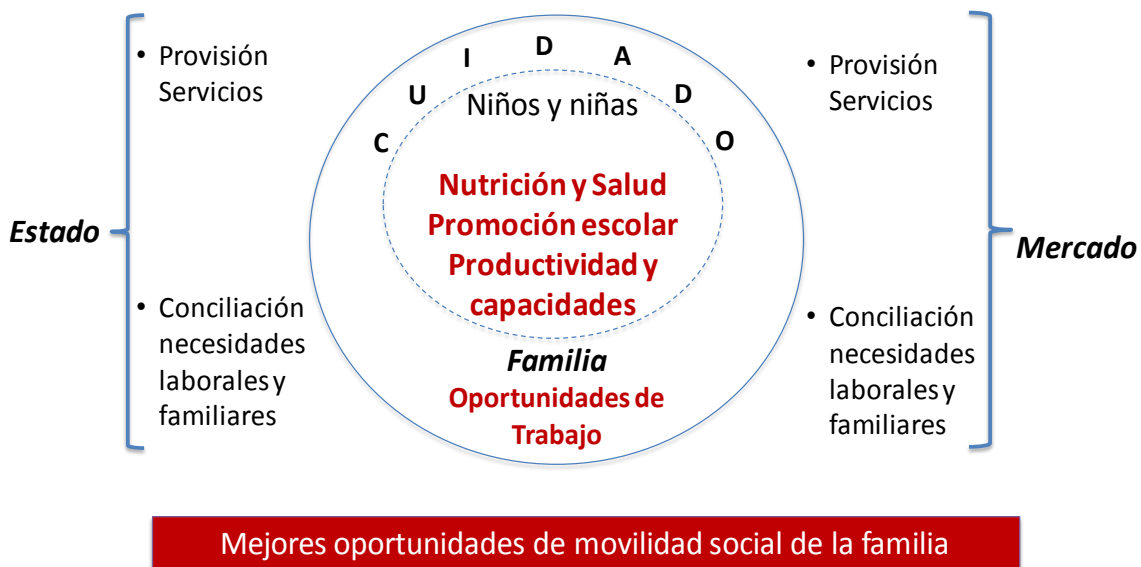 Estado
• Provisión
Servicios
• Conciliación
necesidades
laborales y
familiares
C U I D A D O
Niños y niñas
Nutrición y Salud
Promoción escolar
Productividad y
capacidades
Familia
Oportunidades de
Trabajo
• Provisión
Servicios
• Conciliación
necesidades
laborales y
familiares
Mercado
Mejores oportunidades de movilidad social de la familia